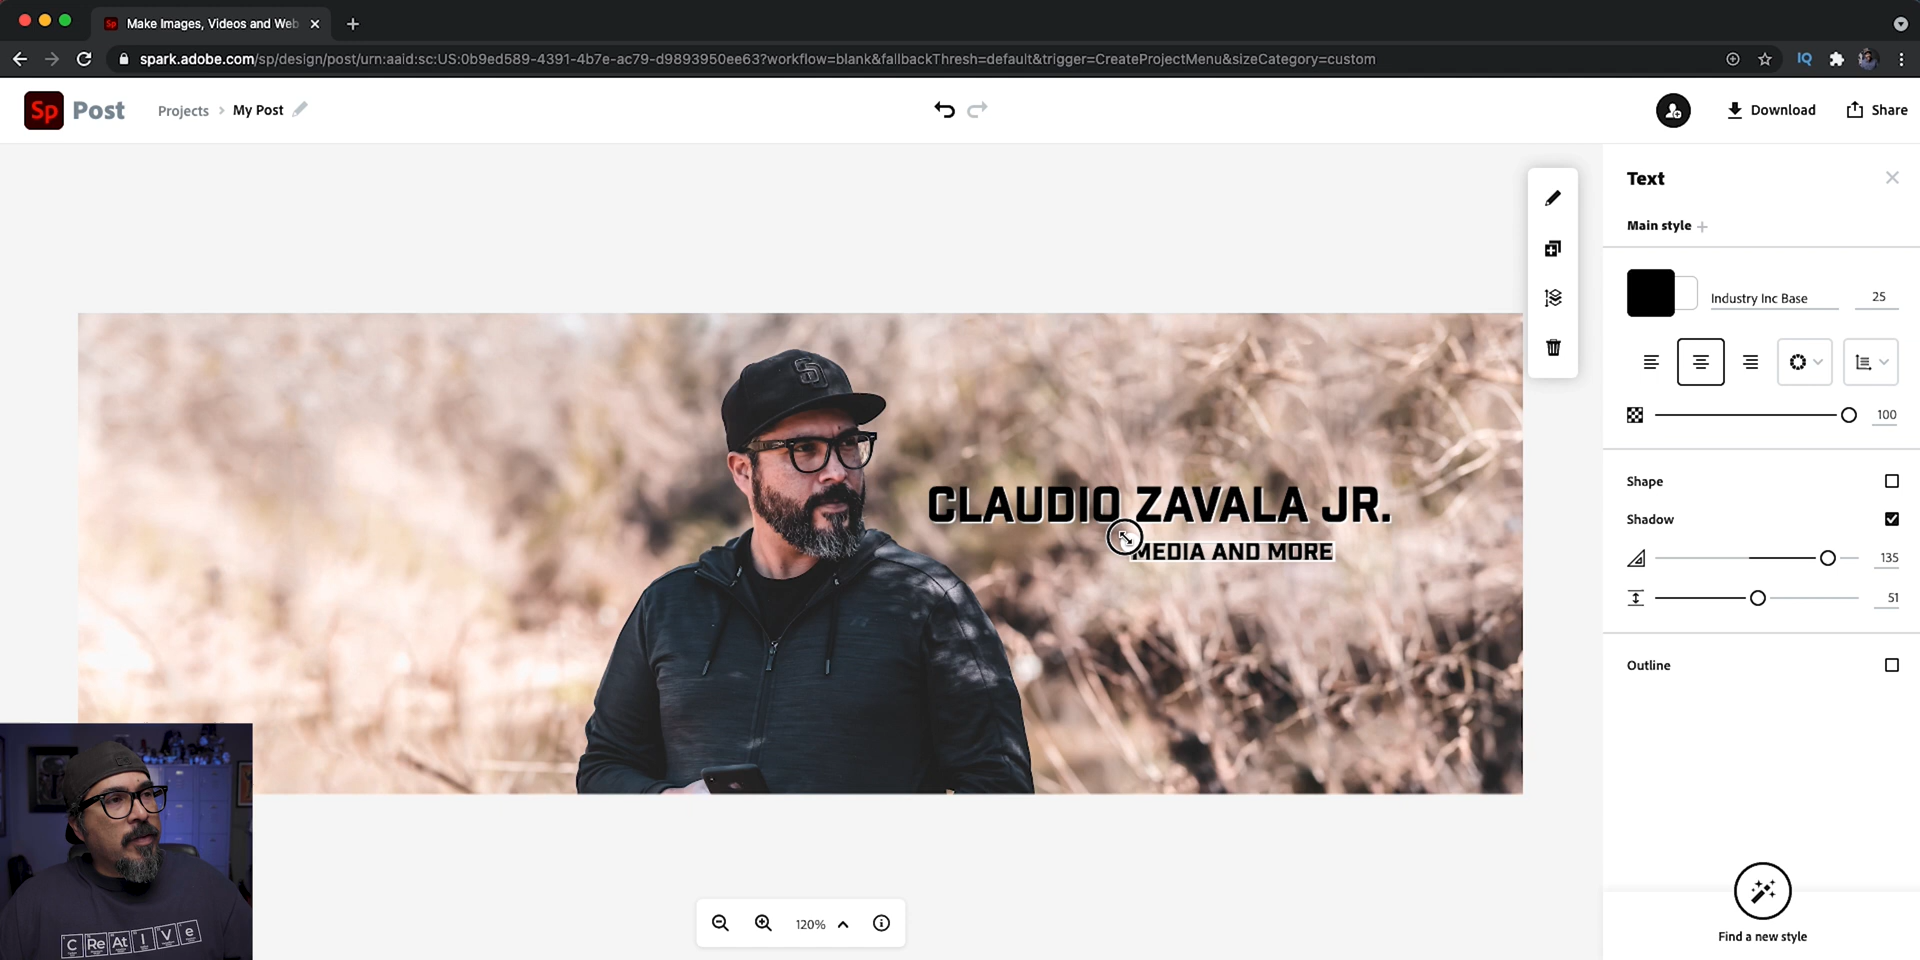 Make Images, Videos and Web
spark.adobe.com/sp/design/post/urn:aaid:sc:US:0b9ed589-4391-4b7e-ac79-d9893950ee63?workflow=blank&fallbackThresh=default&trigger=CreateProjectMenu&sizeCategory=custom
IQ
Sp Post
Projects > My Post
Download
Share
Text
Main style +
Industry Inc Base
25
100
CLAUDIO ZAVALA JR.
MEDIA AND MORE
Shape
Shadow
135
51
Outline
CReAtIVe
120%
Find a new style